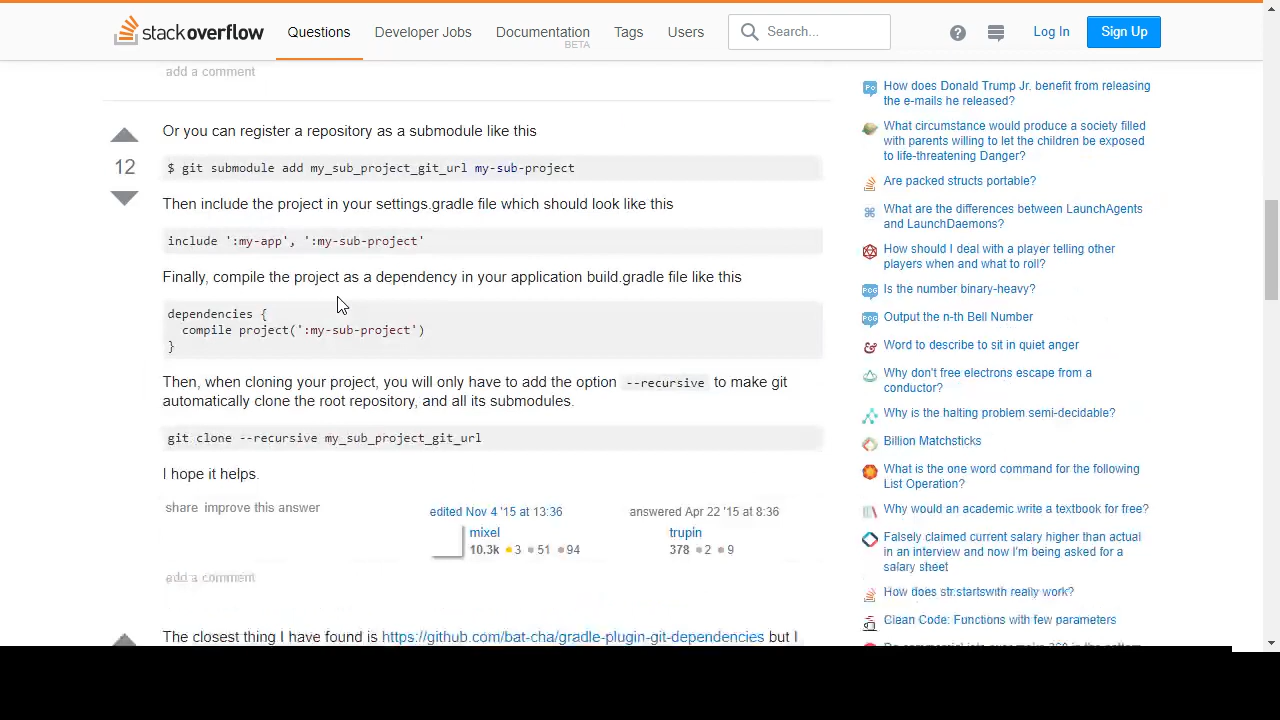 stackoverflow Questions Developer Jobs Documentation BETA Tags Users Search... ? Log In Sign Up
add a comment
Or you can register a repository as a submodule like this
12
$ git submodule add my_sub_project_git_url my-sub-project
Then include the project in your settings.gradle file which should look like this
include ':my-app', ':my-sub-project'
Finally, compile the project as a dependency in your application build.gradle file like this
dependencies {
compile project(':my-sub-project')
}
Then, when cloning your project, you will only have to add the option --recursive to make git
automatically clone the root repository, and all its submodules.
git clone --recursive my_sub_project_git_url
I hope it helps.
share improve this answer
edited Nov 4 '15 at 13:36
mixel
10.3k 3 51 94
answered Apr 22 '15 at 8:36
trupin
378 2 9
add a comment
The closest thing I have found is https://github.com/bat-cha/gradle-plugin-git-dependencies but I
How does Donald Trump Jr. benefit from releasing
the e-mails he released?
What circumstance would produce a society filled
with parents willing to let the children be exposed
to life-threatening Danger?
Are packed structs portable?
What are the differences between LaunchAgents
and LaunchDaemons?
How should I deal with a player telling other
players when and what to roll?
Is the number binary-heavy?
Output the n-th Bell Number
Word to describe to sit in quiet anger
Why don't free electrons escape from a
conductor?
Why is the halting problem semi-decidable?
Billion Matchsticks
What is the one word command for the following
List Operation?
Why would an academic write a textbook for free?
Falsely claimed current salary higher than actual
in an interview and now I'm being asked for a
salary sheet
How does str.startswith really work?
Clean Code: Functions with few parameters